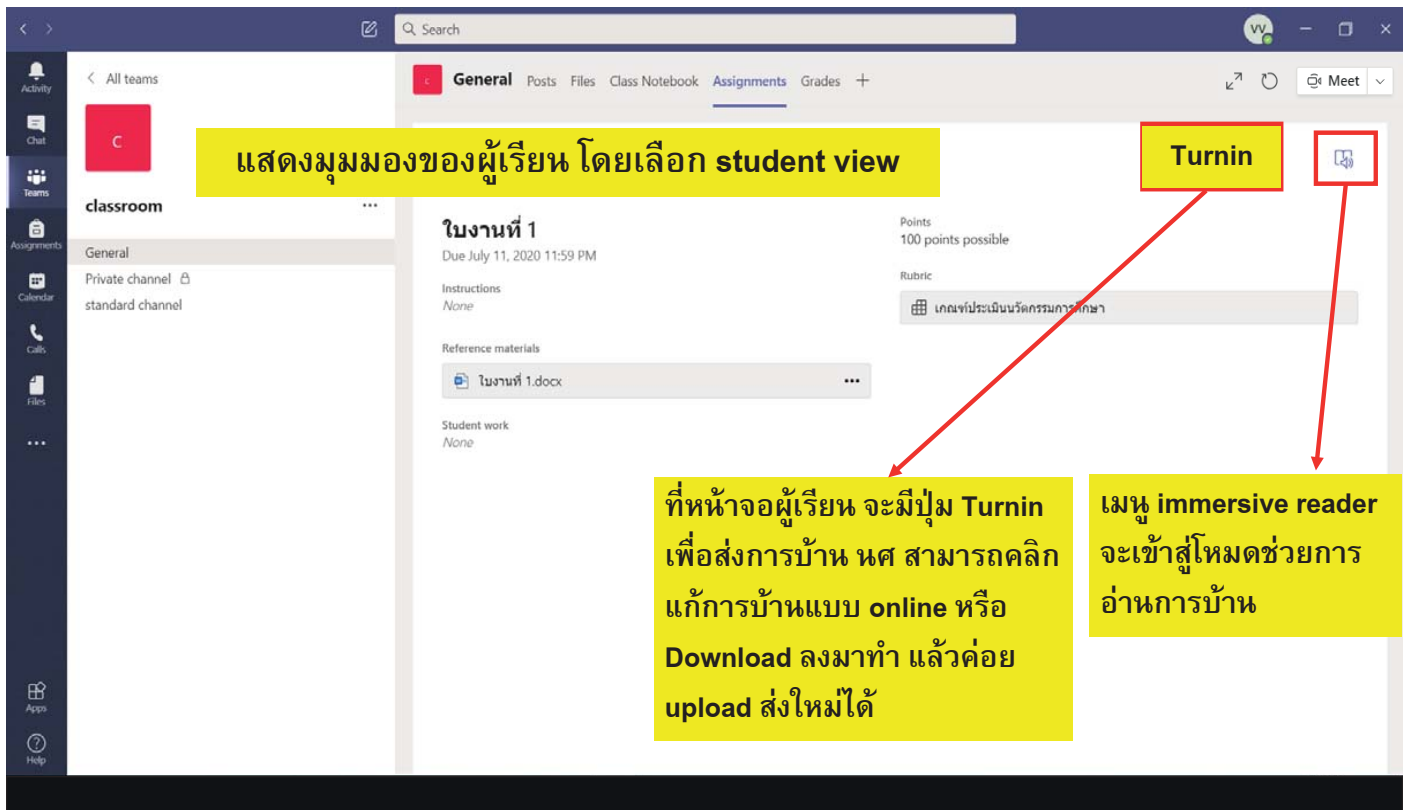 Search
VV
Activity
Chat
Teams
Assignments
Calendar
Calls
Files
Apps
Help
All teams
C
classroom
General
Private channel
standard channel
General Posts Files Class Notebook Assignments Grades +
Meet
แสดงมุมมองของผู้เรียน โดยเลือก student view
Turnin
ใบงานที่ 1
Due July 11, 2020 11:59 PM
Instructions
None
Reference materials
ใบงานที่ 1.docx
Student work
None
Points
100 points possible
Rubric
เกณฑ์ประเมินนวัตกรรมการศึกษา
ที่หน้าจอผู้เรียน จะมีปุ่ม Turnin
เพื่อส่งการบ้าน นศ สามารถคลิก
แก้การบ้านแบบ online หรือ
Download ลงมาทำ แล้วค่อย
upload ส่งใหม่ได้
เมนู immersive reader
จะเข้าสู่โหมดช่วยการ
อ่านการบ้าน